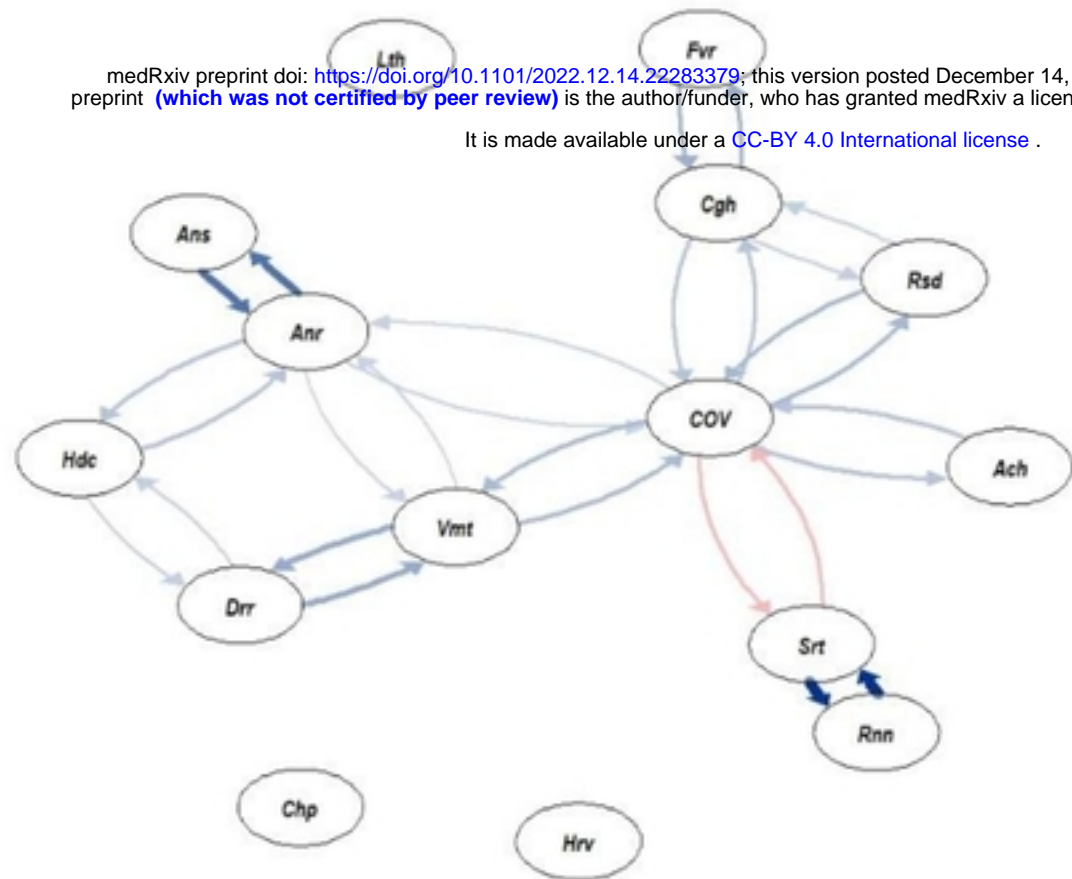 Lth
Fvr
medRxiv preprint doi: https://doi.org/10.1101/2022.12.14.22283379; this version posted December 14,
preprint (which was not certified by peer review) is the author/funder, who has granted medRxiv a licen
It is made available under a CC-BY 4.0 International license .
Cgh
Ans
Rsd
Anr
COV
Hdc
Ach
Vmt
Drr
Srt
Rnn
Chp
Hrv